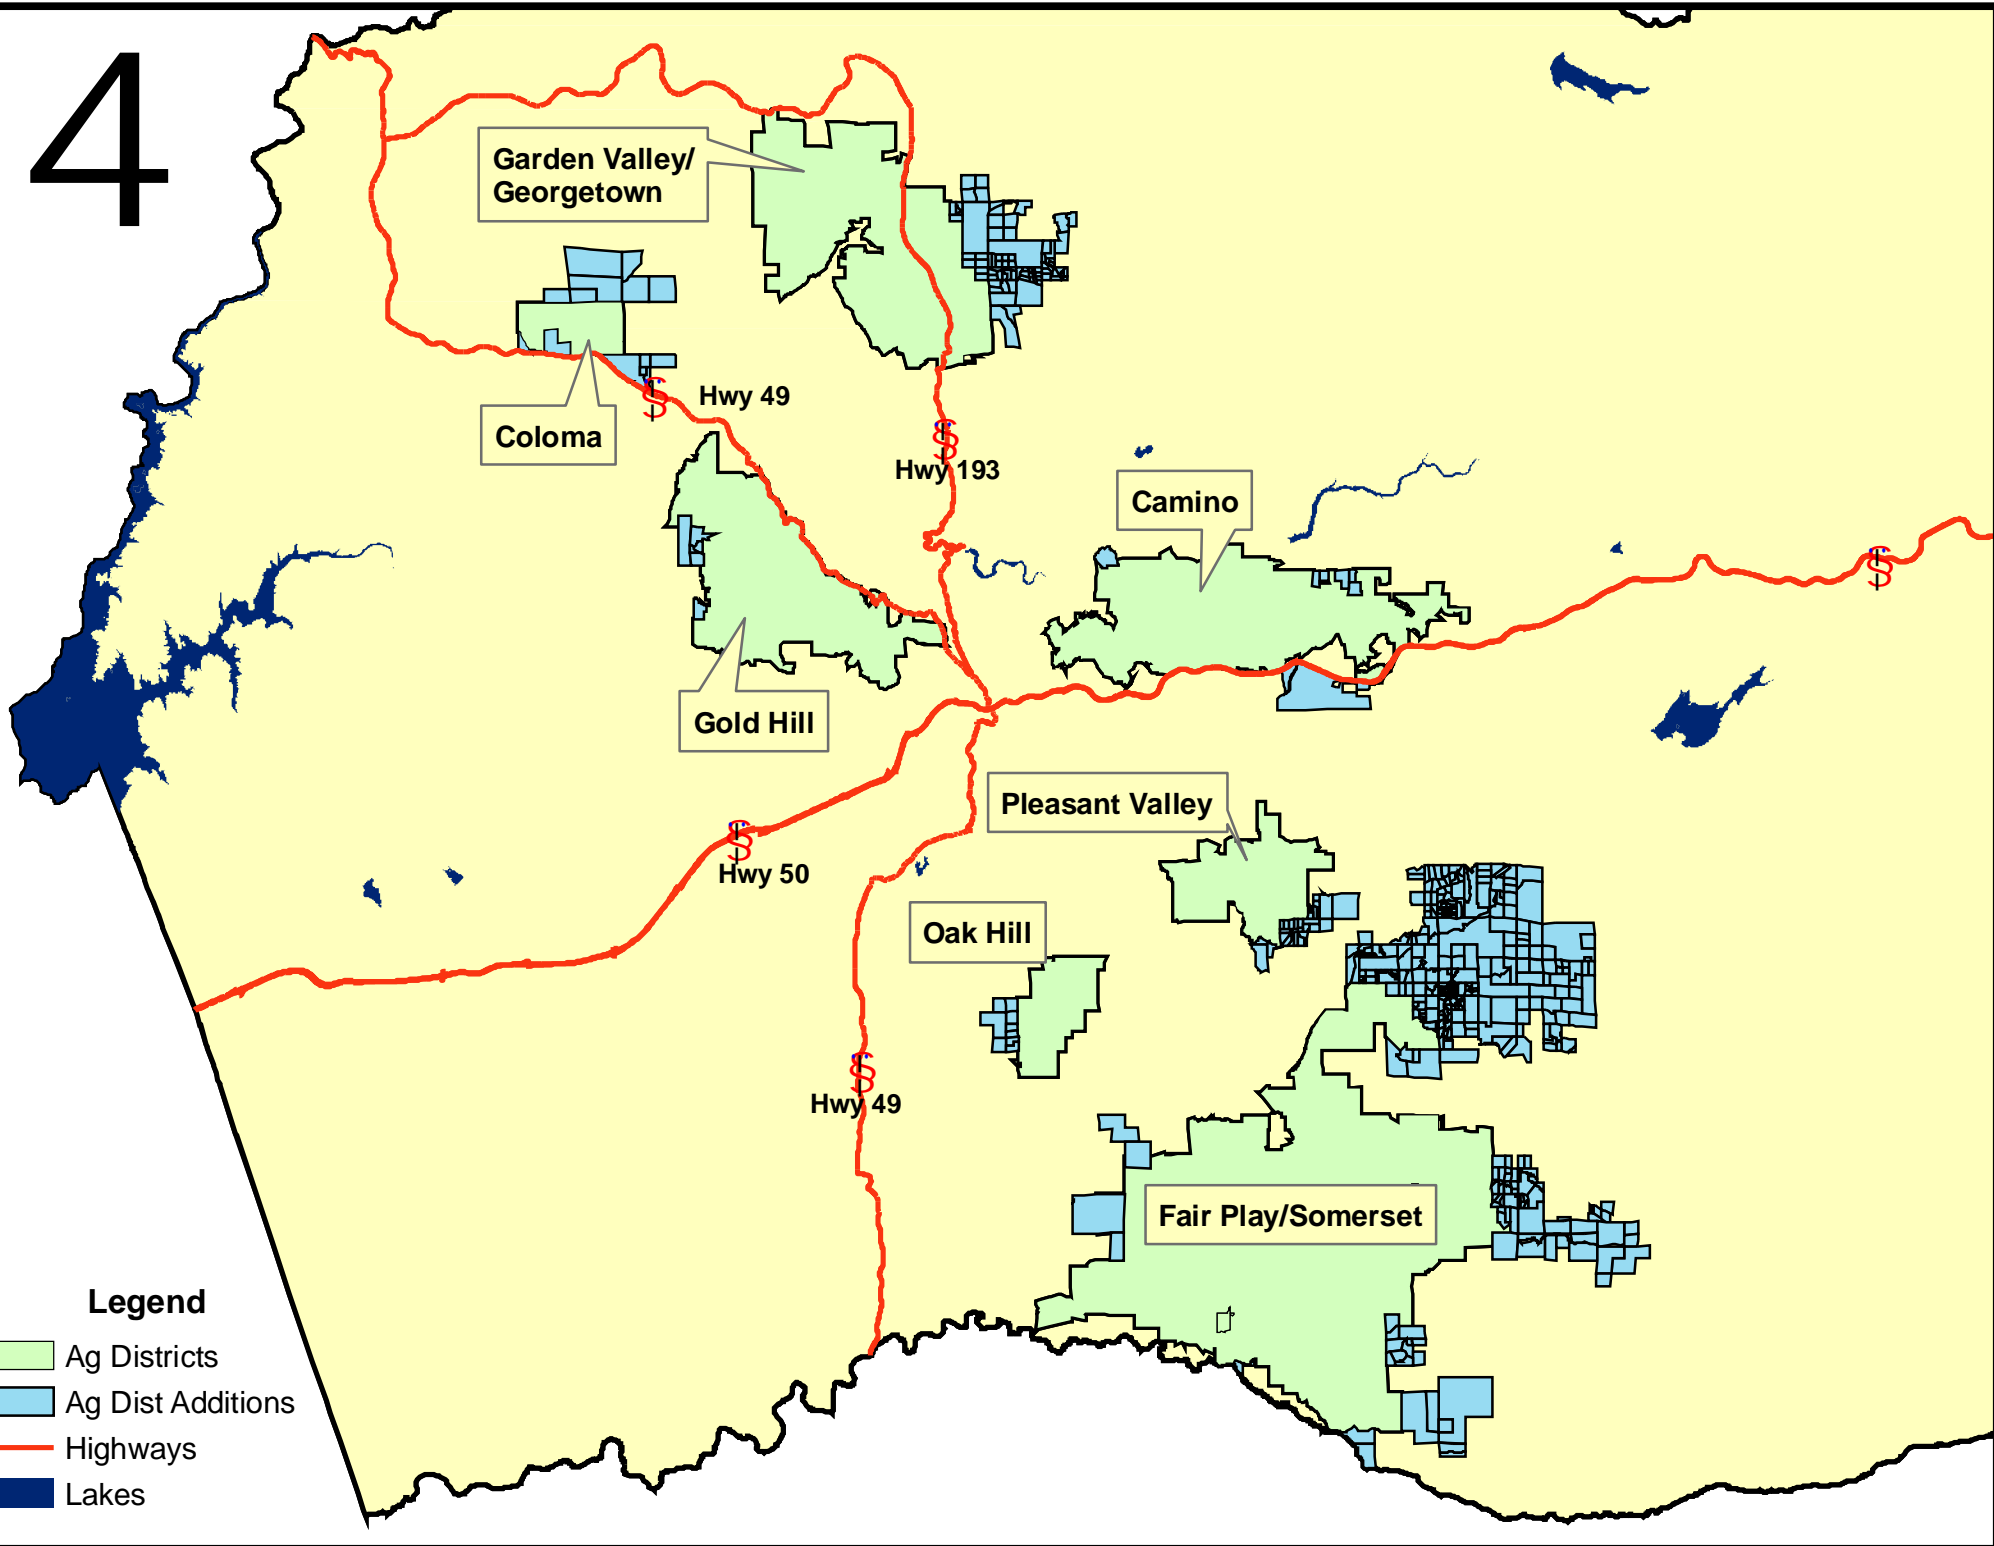 4
Garden Valley/
Georgetown
Coloma
Hwy 49
Hwy 193
Camino
Gold Hill
Pleasant Valley
Hwy 50
Oak Hill
Hwy 49
Fair Play/Somerset
Legend
Ag Districts
Ag Dist Additions
Highways
Lakes